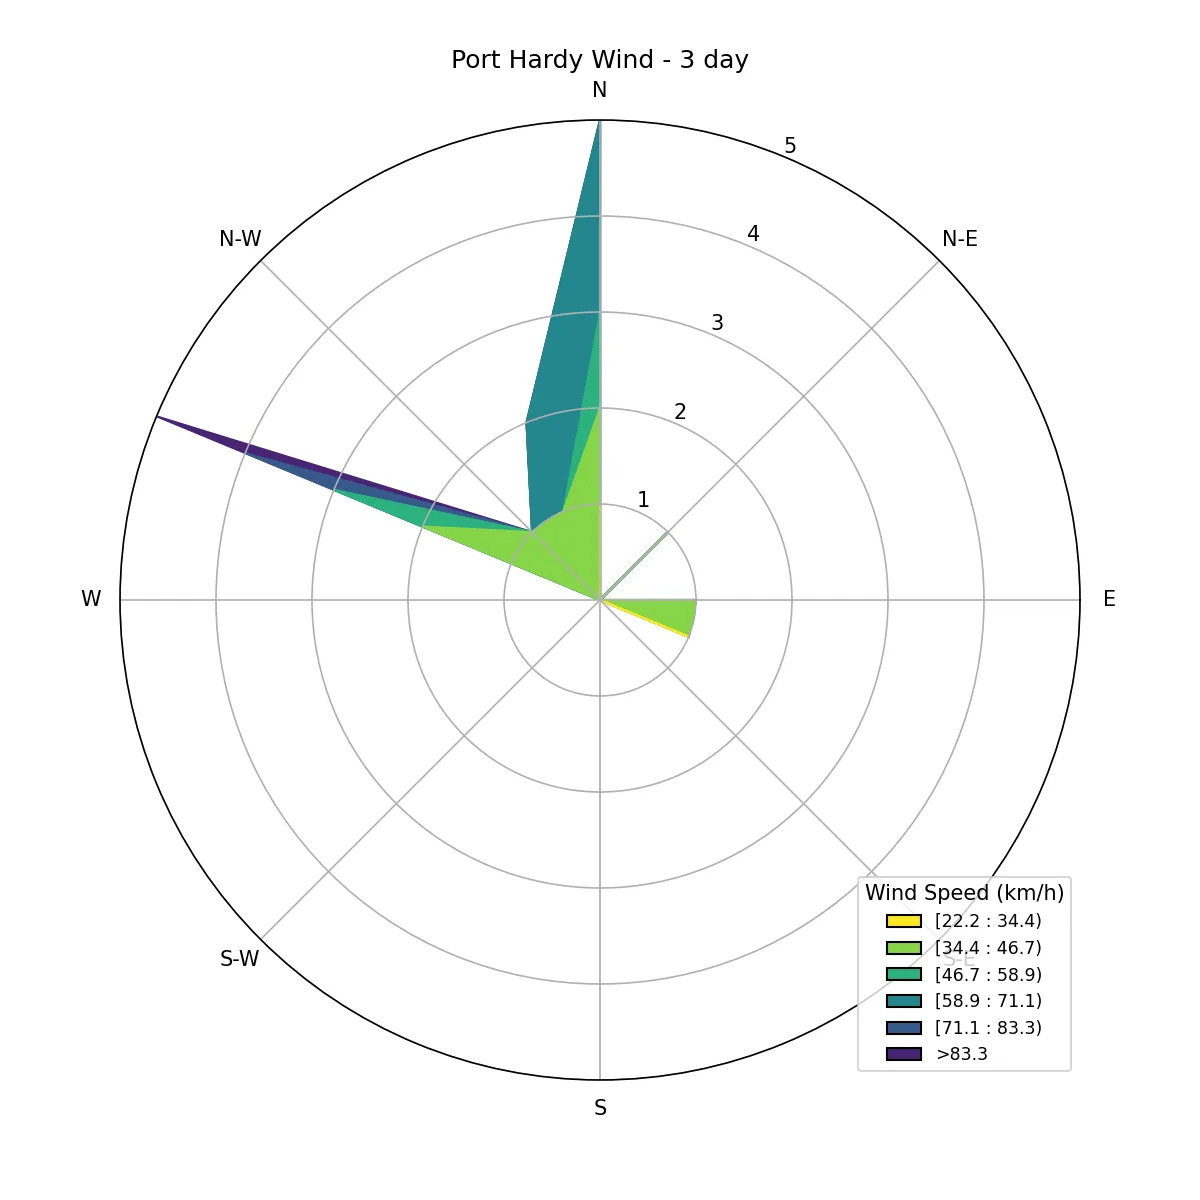 Port Hardy Wind - 3 day
N
5
N-W
4
N-E
3
2
1
W
E
Wind Speed (km/h)
[22.2 : 34.4)
[34.4 : 46.7)
S-W
S-E
[46.7 : 58.9)
[58.9 : 71.1)
[71.1 : 83.3)
>83.3
S